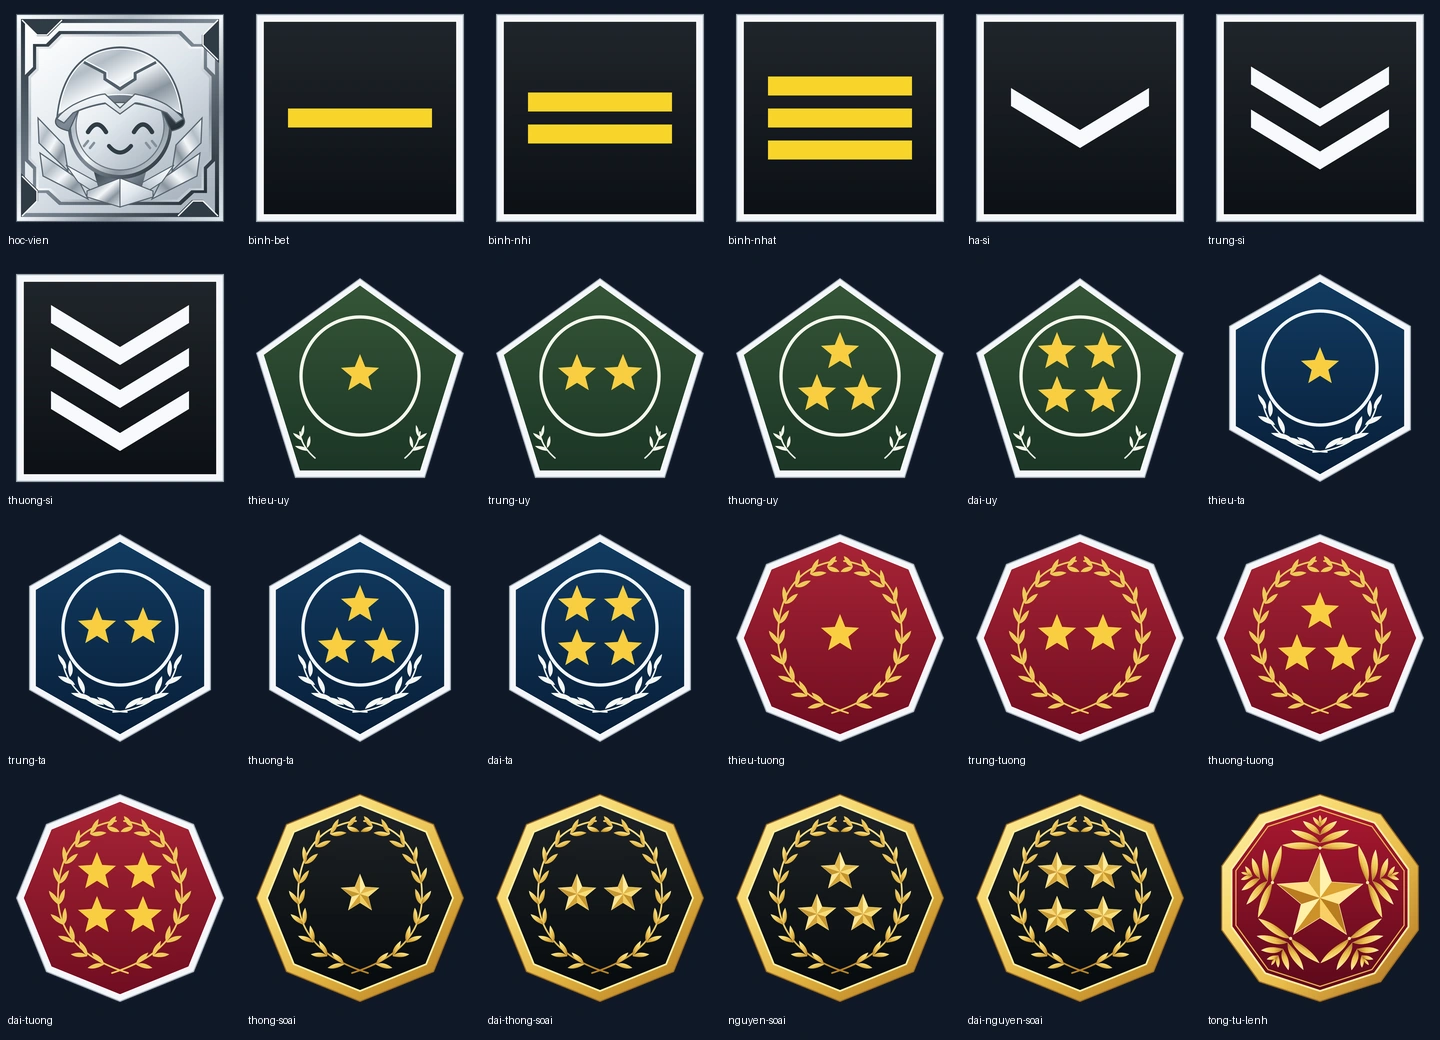 hoc-vien
binh-bet
binh-nhi
binh-nhat
ha-si
trung-si
thuong-si
thieu-uy
trung-uy
thuong-uy
dai-uy
thieu-ta
trung-ta
thuong-ta
dai-ta
thieu-tuong
trung-tuong
thuong-tuong
dai-tuong
thong-soai
dai-thong-soai
nguyen-soai
dai-nguyen-soai
tong-tu-lenh